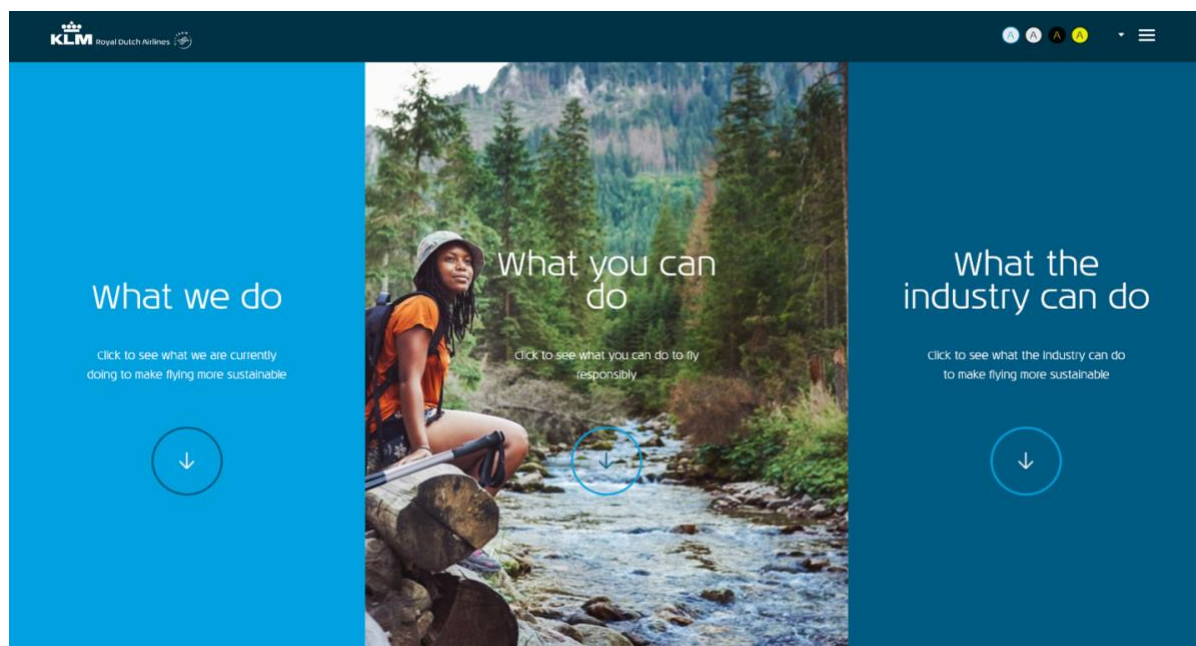 KLM Royal Dutch Airlines
A A A A
What we do
Click to see what we are currently
doing to make flying more sustainable
What you can
do
Click to see what you can do to fly
responsibly
What the
industry can do
Click to see what the industry can do
to make flying more sustainable